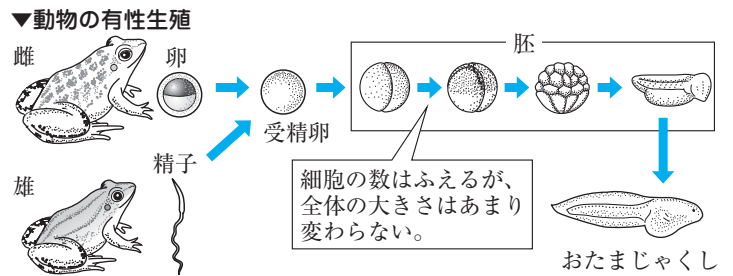 ▼動物の有性生殖
雌
卵
胚
受精卵
精子
雄
細胞の数はふえるが、
全体の大きさはあまり
変わらない。
おたまじゃくし